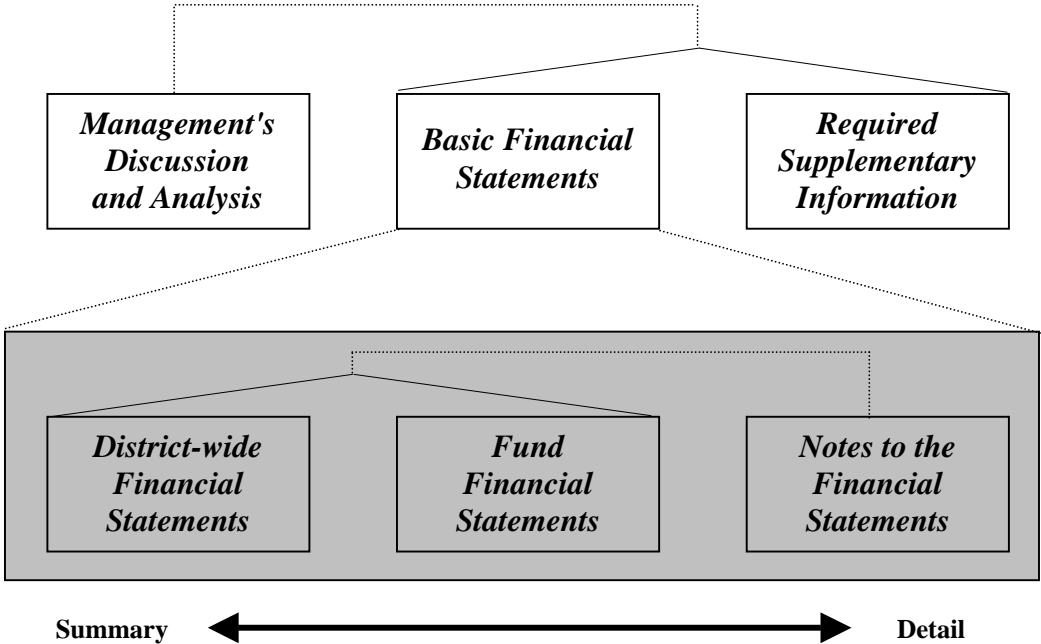 Management's
Discussion
and Analysis
Basic Financial
Statements
Required
Supplementary
Information
District-wide
Financial
Statements
Fund
Financial
Statements
Notes to the
Financial
Statements
Summary
Detail